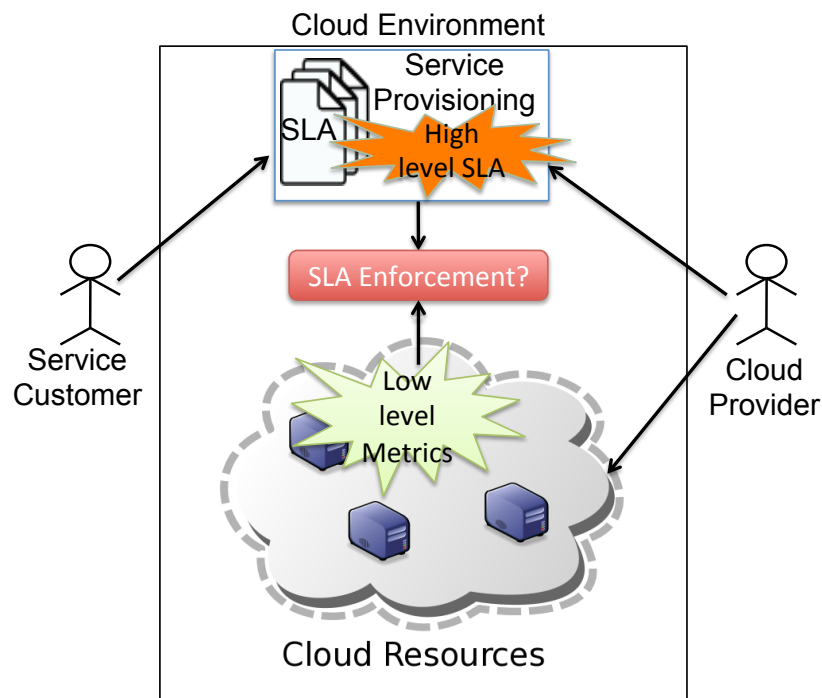 Cloud Environment
Service
Provisioning
SLA
High
level SLA
SLA Enforcement?
Service
Customer
Cloud
Provider
Low
level
Metrics
Cloud Resources